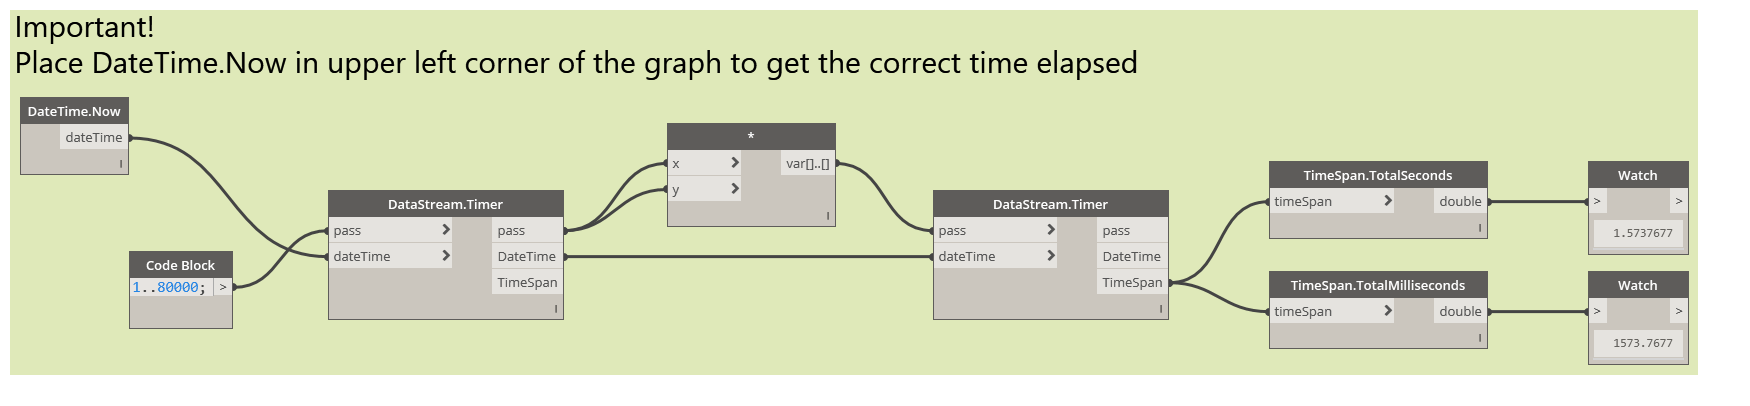 Important!
Place DateTime.Now in upper left corner of the graph to get the correct time elapsed
DateTime.Now
dateTime
l
Code Block
1..80000; >
DataStream.Timer
pass > pass
dateTime > DateTime
TimeSpan
l
*
x > var[]..[]
y >
l
DataStream.Timer
pass > pass
dateTime > DateTime
TimeSpan
l
TimeSpan.TotalSeconds
timeSpan > double
l
Watch
> >
1.5737677
TimeSpan.TotalMilliseconds
timeSpan > double
l
Watch
> >
1573.7677